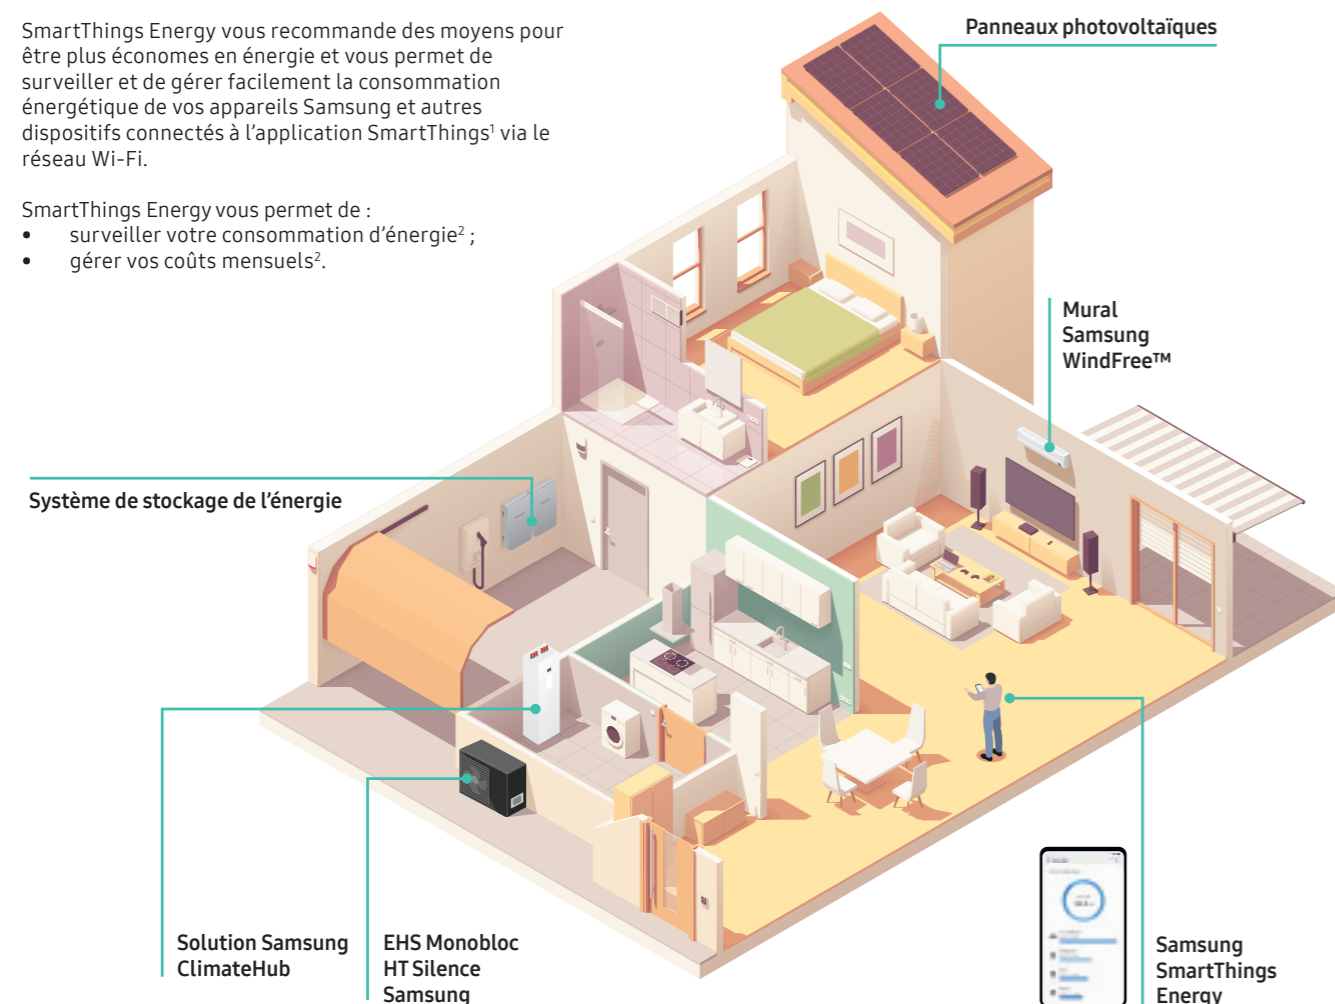 SmartThings Energy vous recommande des moyens pour
être plus économes en énergie et vous permet de
surveiller et de gérer facilement la consommation
énergétique de vos appareils Samsung et autres
dispositifs connectés à l'application SmartThings¹ via le
réseau Wi-Fi.
SmartThings Energy vous permet de :
• surveiller votre consommation d'énergie² ;
• gérer vos coûts mensuels².
Panneaux photovoltaïques
Mural
Samsung
WindFree™
Système de stockage de l'énergie
Solution Samsung
ClimateHub
EHS Monobloc
HT Silence
Samsung
Samsung
SmartThings
Energy